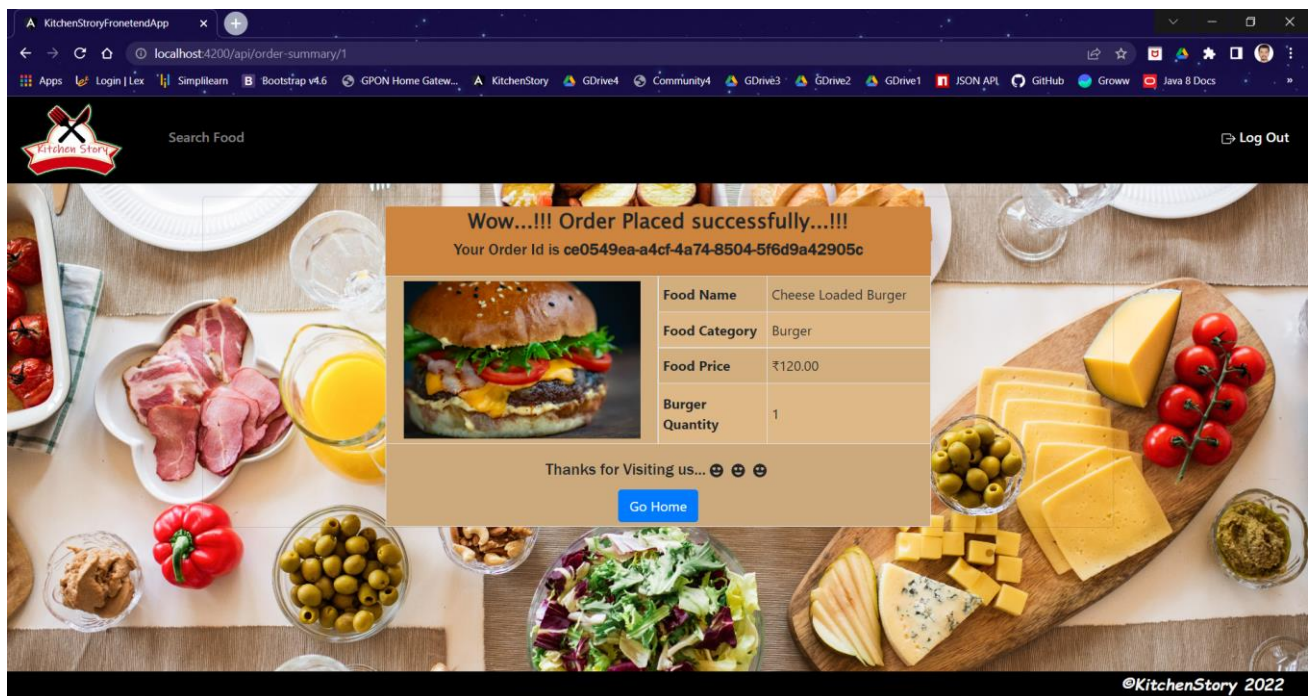 KitchenStroryFronetendApp
localhost:4200/api/order-summary/1
Apps Login | Lex Simplilearn Bootstrap v4.6 GPON Home Gatew... KitchenStory GDrive4 Community4 GDrive3 GDrive2 GDrive1 JSON API, GitHub Groww Java 8 Docs »
Kitchen Story Search Food Log Out
Wow...!!! Order Placed successfully...!!!
Your Order Id is ce0549ea-a4cf-4a74-8504-5f6d9a42905c
Food Name Cheese Loaded Burger
Food Category Burger
Food Price ₹120.00
Burger
Quantity 1
Thanks for Visiting us...
Go Home
©KitchenStory 2022